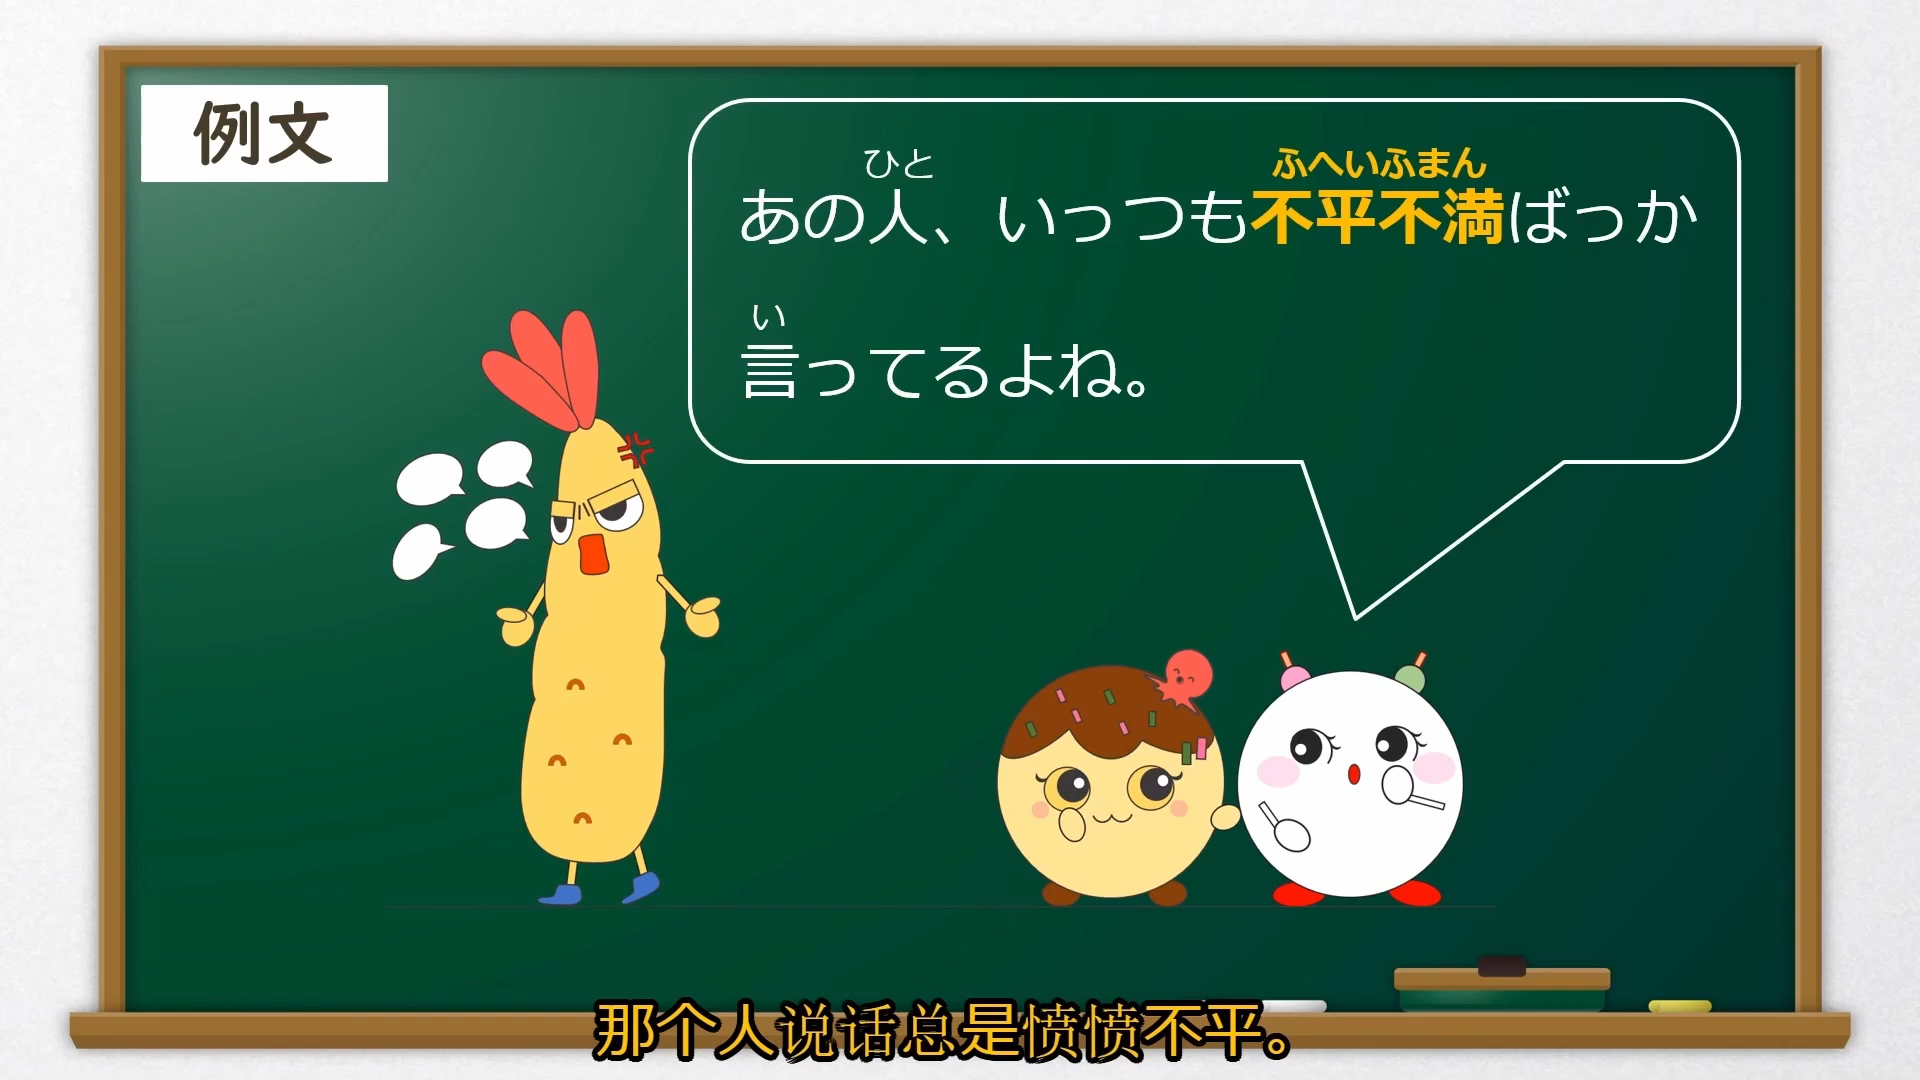 例文
ひと ふへいふまん
あの人、いっつも不平不満ばっか
い
言ってるよね。
那个人说话总是愤愤不平。